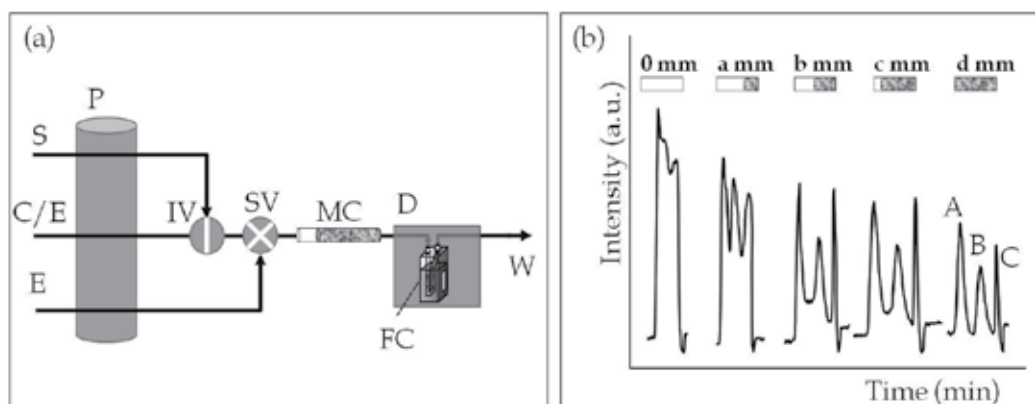 (a)
P
S
IV
SV
C/E
MC
D
W
E
FC
(b)
0 mm a mm b mm c mm d mm
Intensity (a.u.)
A
B
C
Time (min)